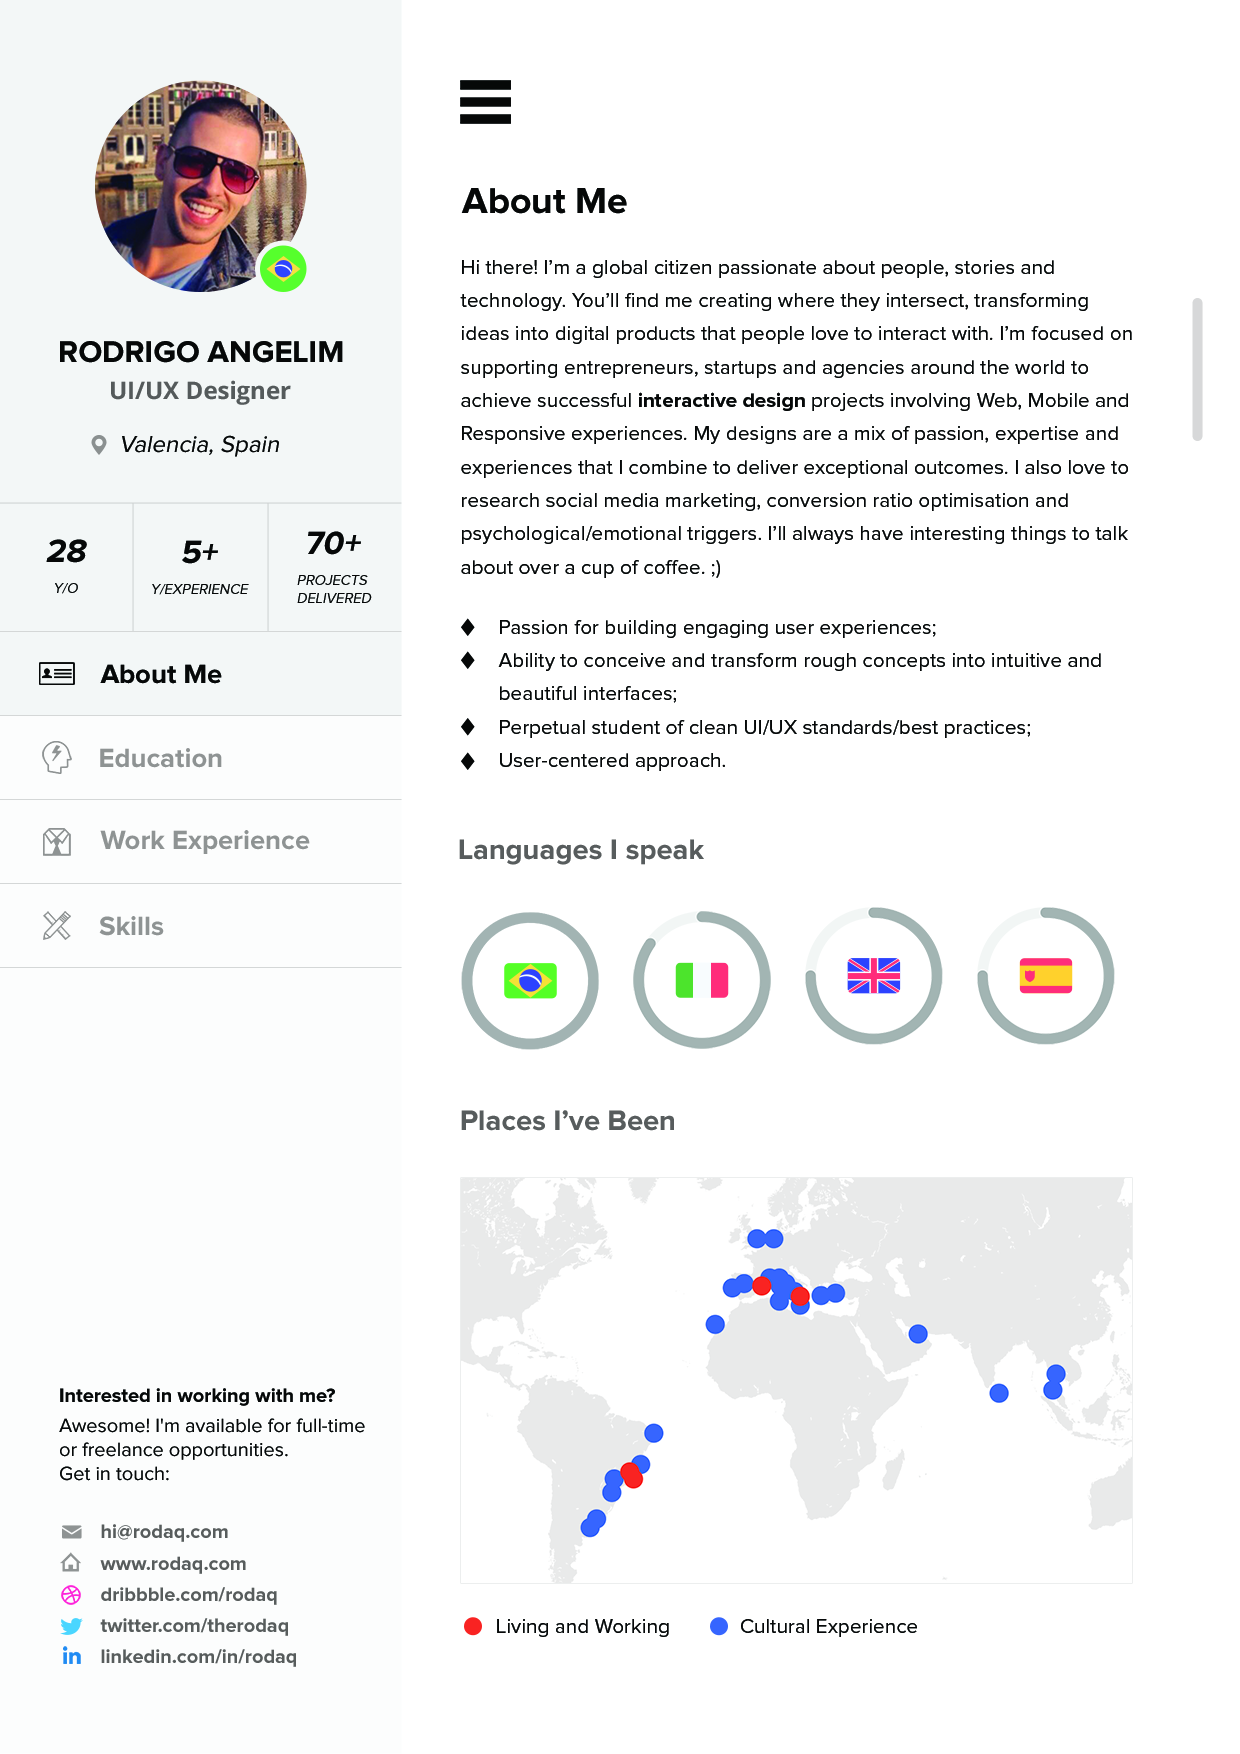 RODRIGO ANGELIM
UI/UX Designer
Valencia, Spain
28
Y/O
5+
Y/EXPERIENCE
70+
PROJECTS
DELIVERED
About Me
Education
Work Experience
Skills
Interested in working with me?
Awesome! I'm available for full-time
or freelance opportunities.
Get in touch:
hi@rodaq.com
www.rodaq.com
dribbble.com/rodaq
twitter.com/therodaq
linkedin.com/in/rodaq
About Me
Hi there! I’m a global citizen passionate about people, stories and
technology. You’ll find me creating where they intersect, transforming
ideas into digital products that people love to interact with. I’m focused on
supporting entrepreneurs, startups and agencies around the world to
achieve successful interactive design projects involving Web, Mobile and
Responsive experiences. My designs are a mix of passion, expertise and
experiences that I combine to deliver exceptional outcomes. I also love to
research social media marketing, conversion ratio optimisation and
psychological/emotional triggers. I’ll always have interesting things to talk
about over a cup of coffee. ;)
♦ Passion for building engaging user experiences;
♦ Ability to conceive and transform rough concepts into intuitive and
beautiful interfaces;
♦ Perpetual student of clean UI/UX standards/best practices;
♦ User-centered approach.
Languages I speak
Places I’ve Been
Living and Working
Cultural Experience